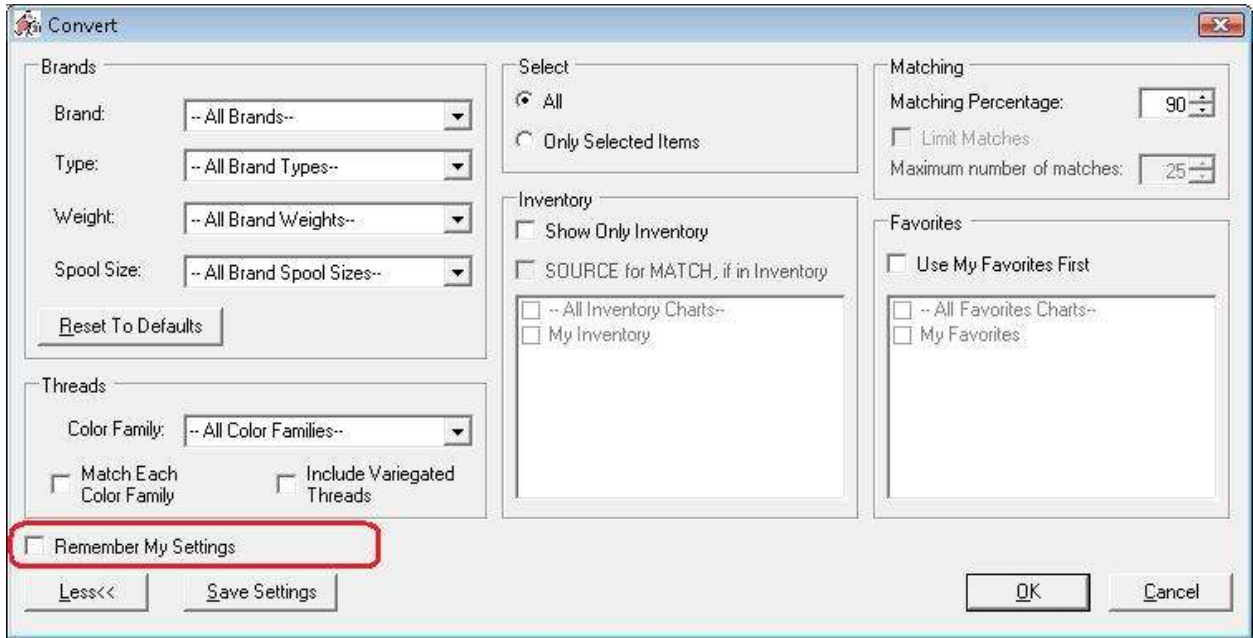 Convert
Brands
Brand: -- All Brands--
Type: -- All Brand Types--
Weight: -- All Brand Weights--
Spool Size: -- All Brand Spool Sizes--
Reset To Defaults
Threads
Color Family: -- All Color Families--
Match Each
Color Family
Include Variegated
Threads
Remember My Settings
Less<<
Save Settings
Select
All
Only Selected Items
Inventory
Show Only Inventory
SOURCE for MATCH, if in Inventory
-- All Inventory Charts--
My Inventory
Matching
Matching Percentage: 90
Limit Matches
Maximum number of matches: 25
Favorites
Use My Favorites First
-- All Favorites Charts--
My Favorites
OK
Cancel